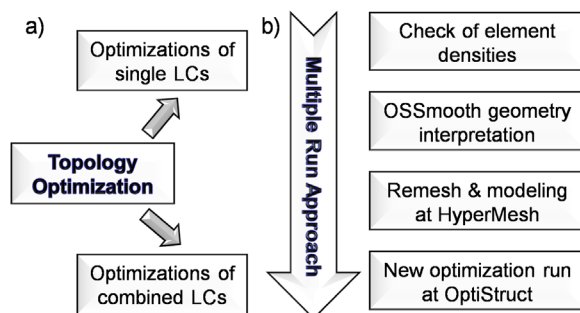 a)
Optimizations of
single LCs
Topology
Optimization
Optimizations of
combined LCs
b)
Multiple Run Approach
Check of element
densities
OSSmooth geometry
interpretation
Remesh & modeling
at HyperMesh
New optimization run
at OptiStruct